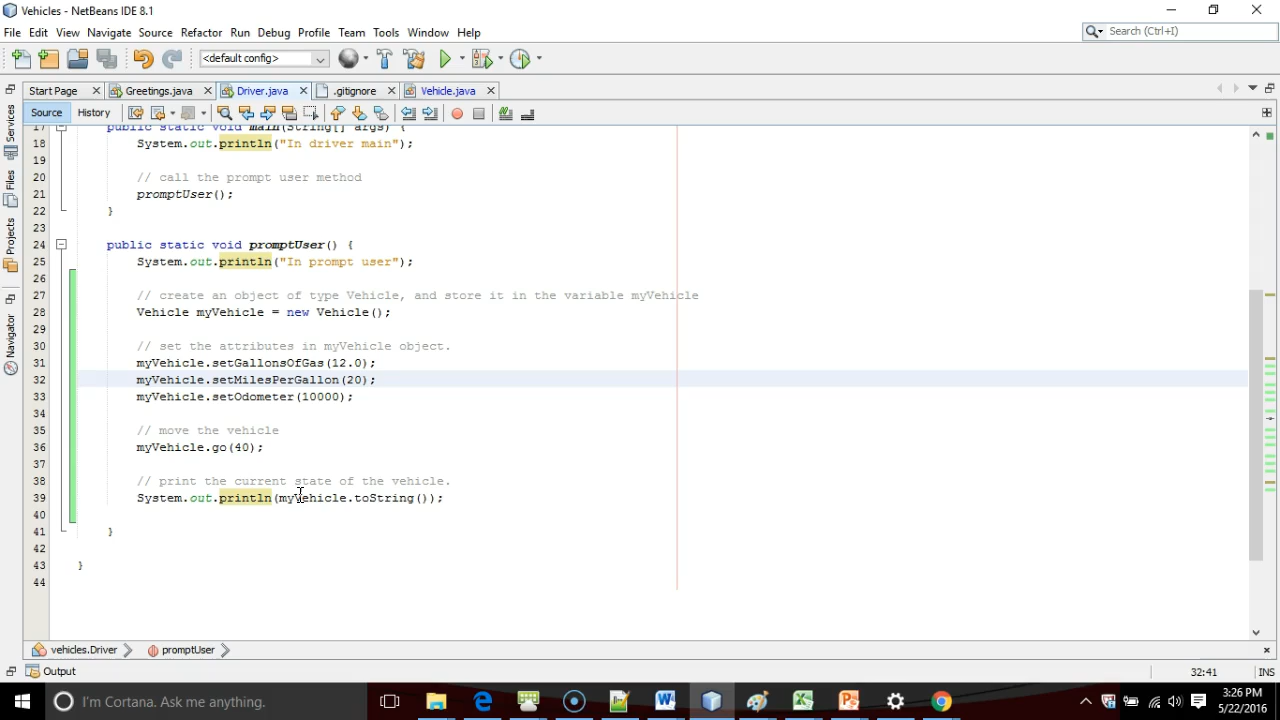 Vehicles - NetBeans IDE 8.1
File Edit View Navigate Source Refactor Run Debug Profile Team Tools Window Help
Search (Ctrl+I)
<default config>
Start Page Greetings.java Driver.java .gitignore Vehicle.java
Source History
Services
Files
Projects
Navigator
17 public static void main(String[] args) {
18 System.out.println("In driver main");
19
20 // call the prompt user method
21 promptUser();
22 }
23
24 public static void promptUser() {
25 System.out.println("In prompt user");
26
27 // create an object of type Vehicle, and store it in the variable myVehicle
28 Vehicle myVehicle = new Vehicle();
29
30 // set the attributes in myVehicle object.
31 myVehicle.setGallonsOfGas(12.0);
32 myVehicle.setMilesPerGallon(20);
33 myVehicle.setOdometer(10000);
34
35 // move the vehicle
36 myVehicle.go(40);
37
38 // print the current state of the vehicle.
39 System.out.println(myVehicle.toString());
40
41 }
42
43 }
44
vehicles.Driver promptUser
Output
32:41 INS
I'm Cortana. Ask me anything.
3:26 PM
5/22/2016